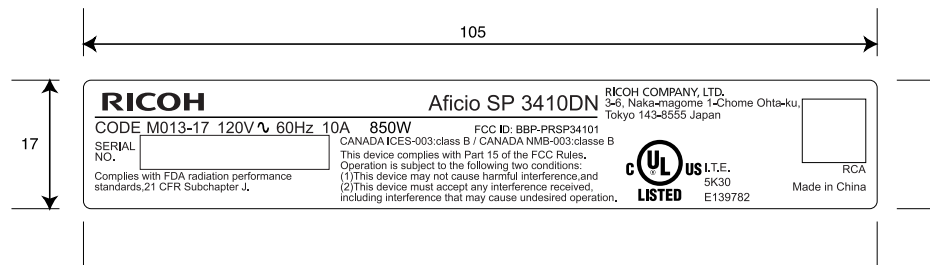 105
17
RICOH
Aficio SP 3410DN
RICOH COMPANY, LTD.
3-6, Naka-magome 1-Chome Ohta-ku,
Tokyo 143-8555 Japan
CODE M013-17 120V ∿ 60Hz 10A 850W
FCC ID: BBP-PRSP34101
SERIAL
NO.
CANADA ICES-003:class B / CANADA NMB-003:classe B
This device complies with Part 15 of the FCC Rules.
Operation is subject to the following two conditions:
(1)This device may not cause harmful interference,and
(2)This device must accept any interference received,
including interference that may cause undesired operation.
Complies with FDA radiation performance
standards,21 CFR Subchapter J.
C UL ® US
LISTED
I.T.E.
5K30
E139782
RCA
Made in China